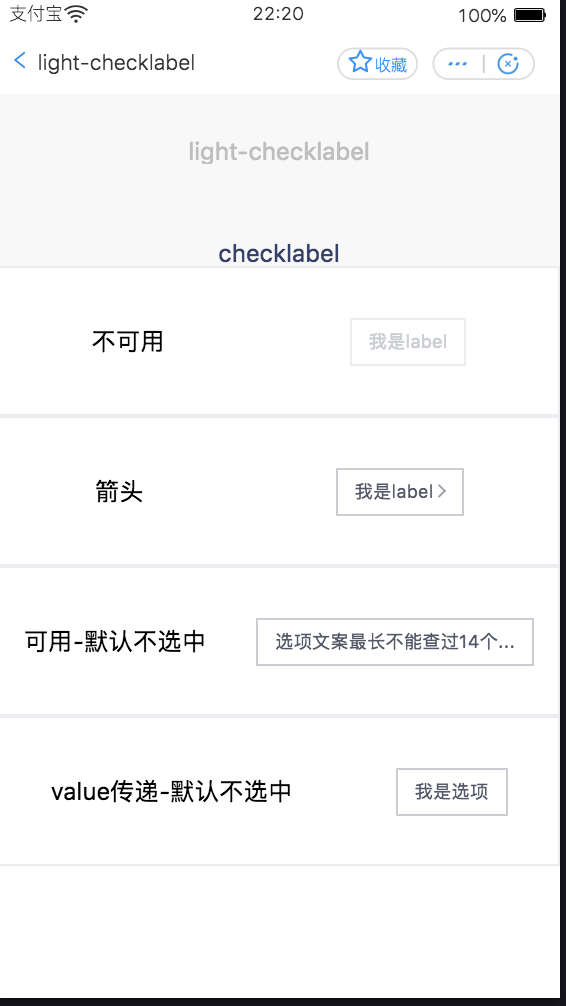 支付宝 22:20 100%
light-checklabel 收藏
light-checklabel
checklabel
不可用 我是label
箭头 我是label
可用-默认不选中 选项文案最长不能查过14个...
value传递-默认不选中 我是选项